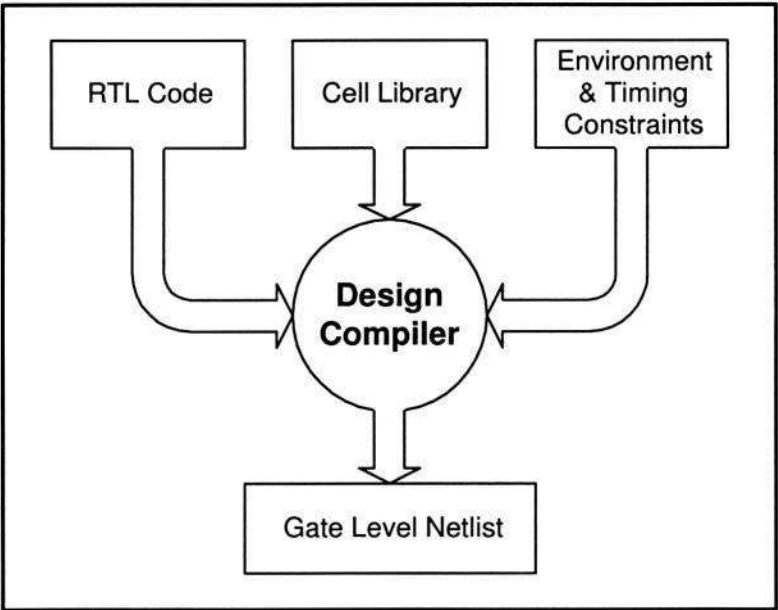 RTL Code
Cell Library
Environment
& Timing
Constraints
Design
Compiler
Gate Level Netlist